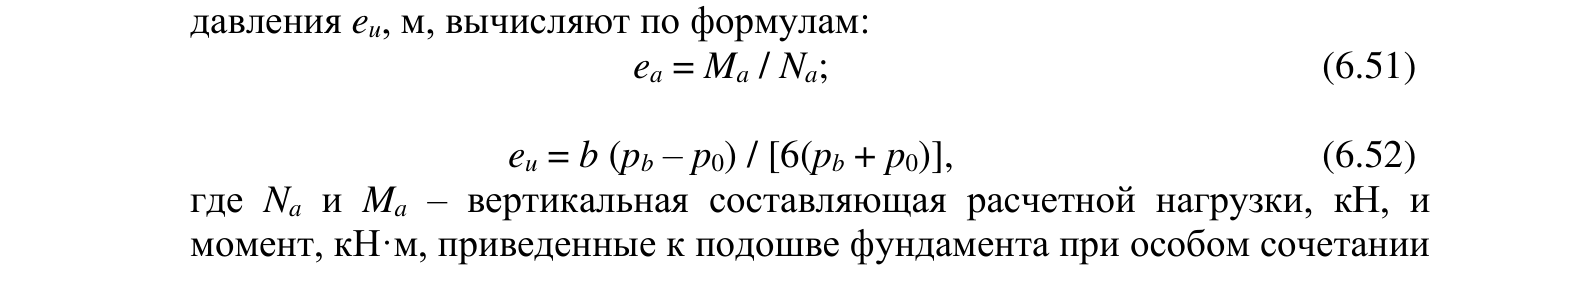 давления eu, м, вычисляют по формулам:
ea = Ma / Na; (6.51)
eu = b (pb – p0) / [6(pb + p0)], (6.52)
где Na и Ma – вертикальная составляющая расчетной нагрузки, кН, и
момент, кН·м, приведенные к подошве фундамента при особом сочетании